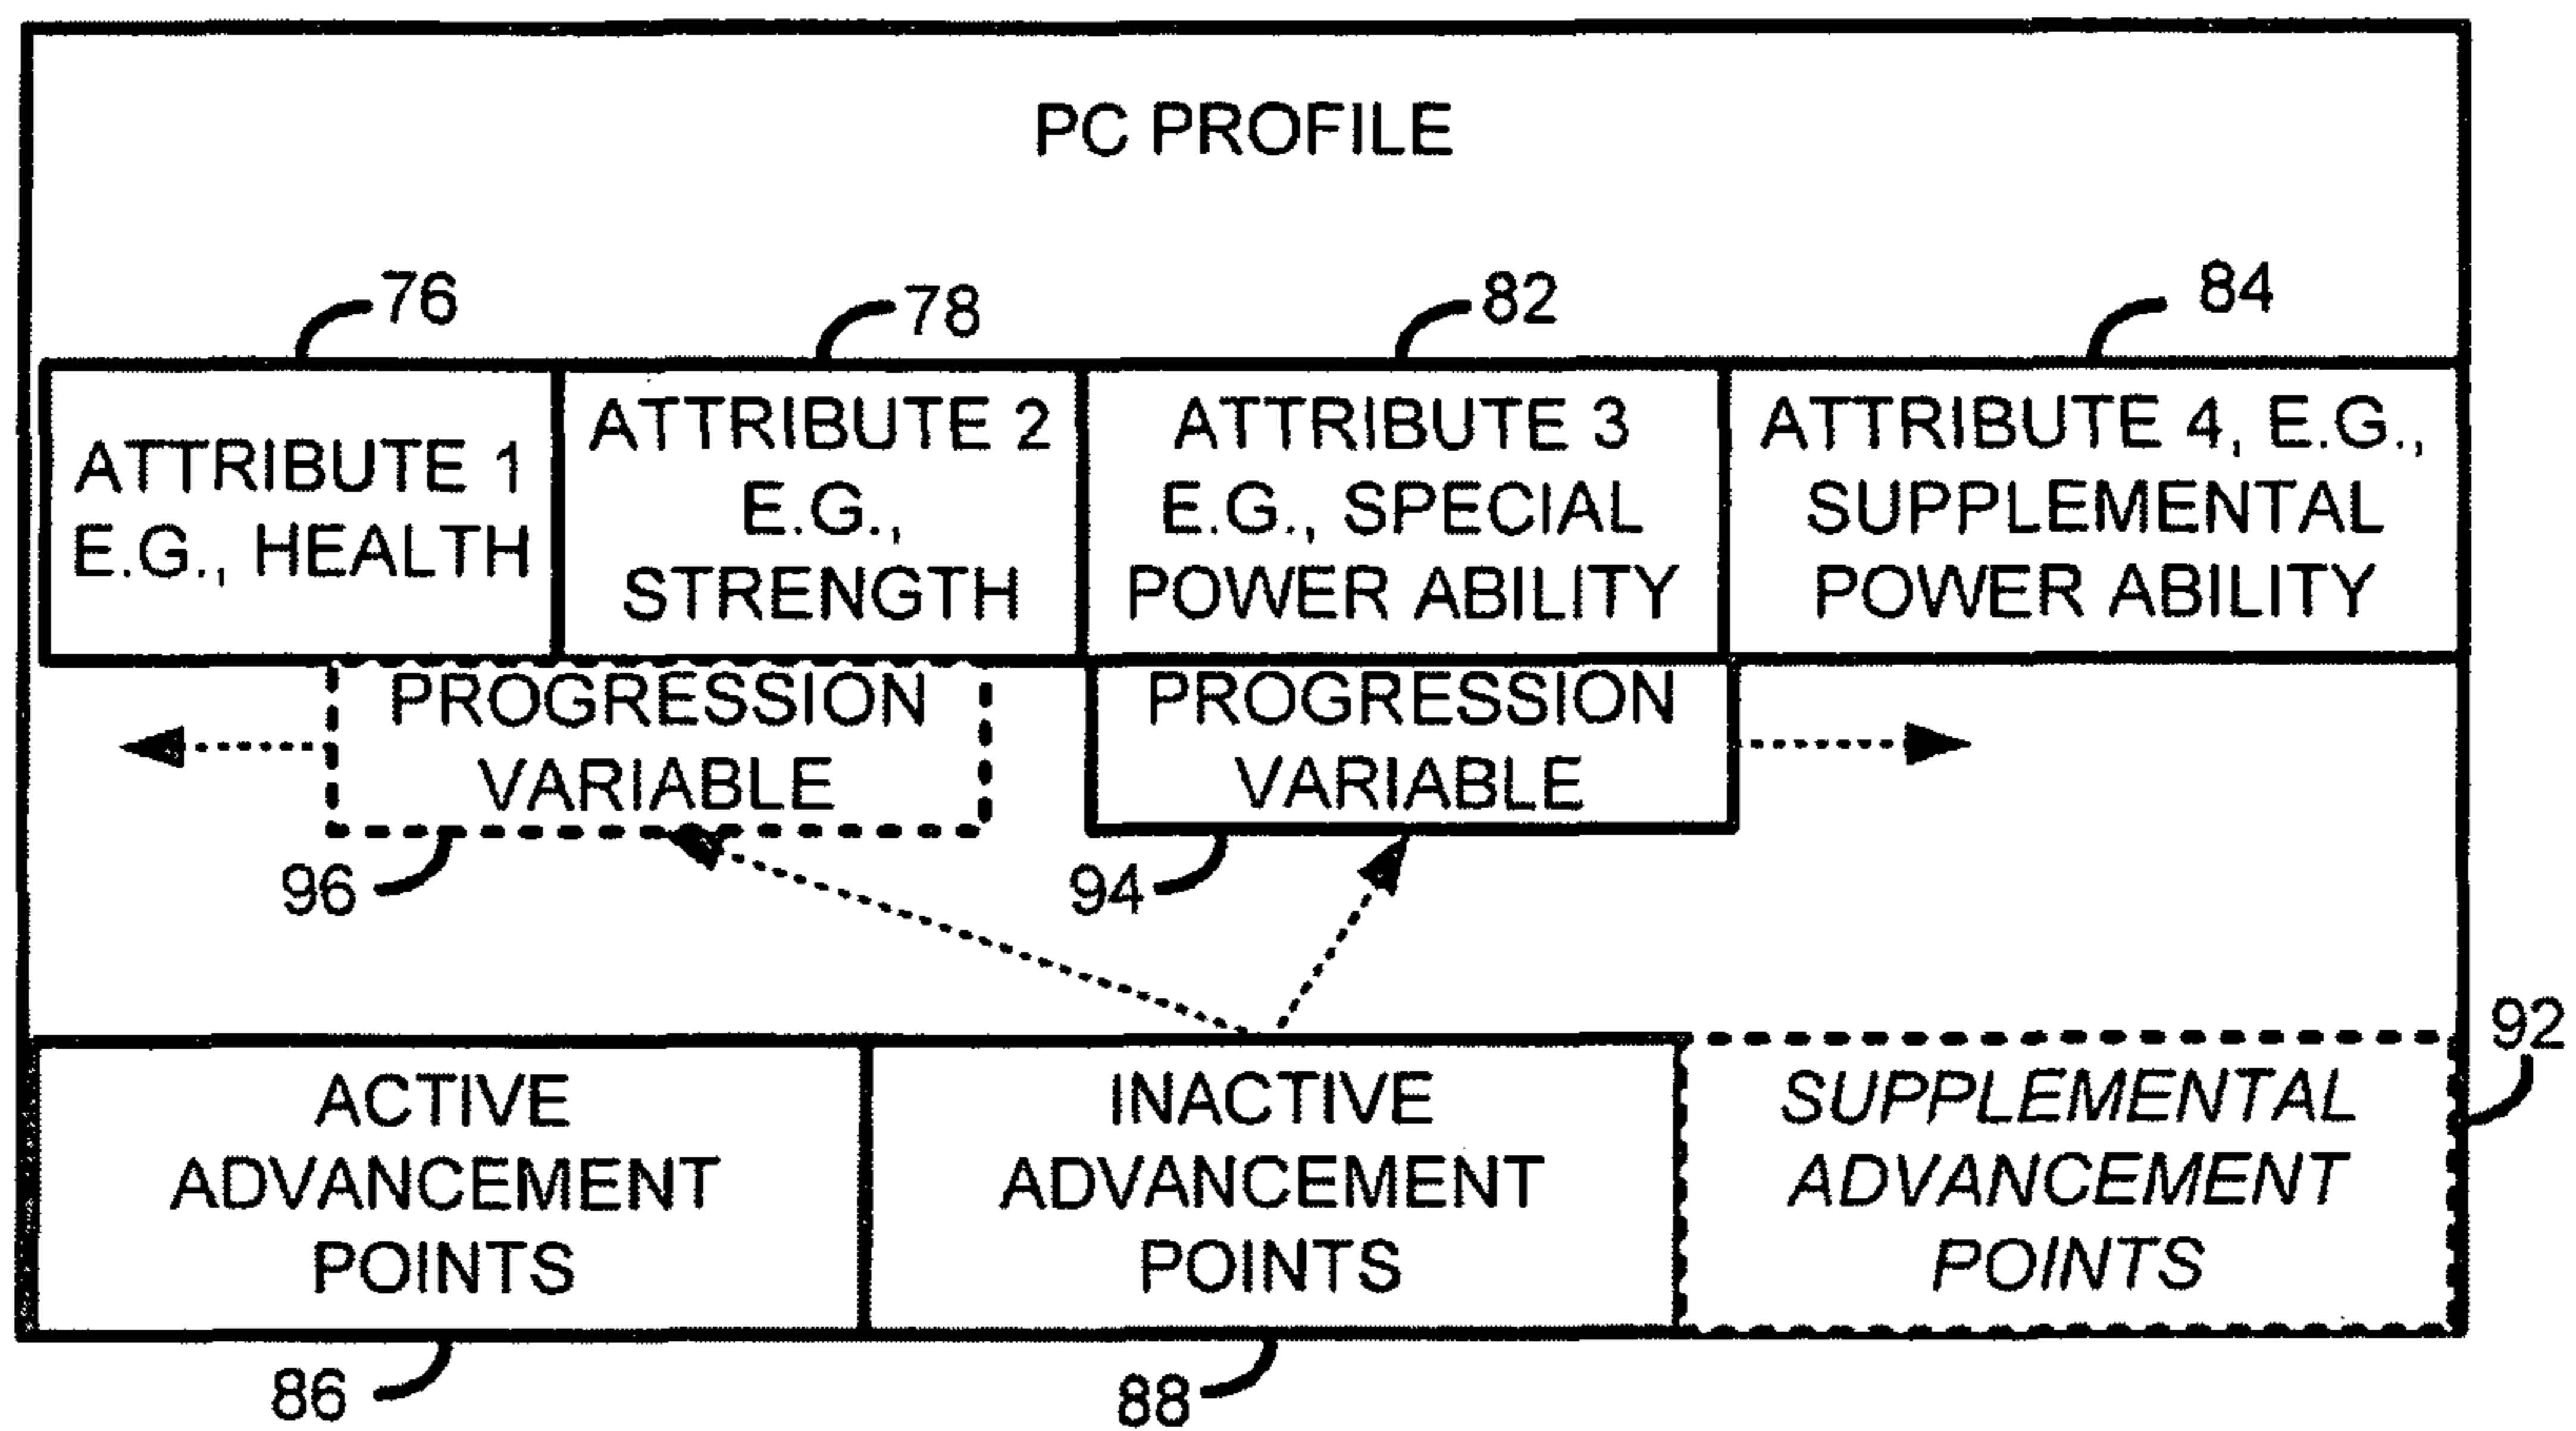 PC PROFILE
76
78
82
84
ATTRIBUTE 1
E.G., HEALTH
ATTRIBUTE 2
E.G.,
STRENGTH
ATTRIBUTE 3
E.G., SPECIAL
POWER ABILITY
ATTRIBUTE 4, E.G.,
SUPPLEMENTAL
POWER ABILITY
PROGRESSION
VARIABLE
PROGRESSION
VARIABLE
96
94
92
ACTIVE
ADVANCEMENT
POINTS
INACTIVE
ADVANCEMENT
POINTS
SUPPLEMENTAL
ADVANCEMENT
POINTS
86
88